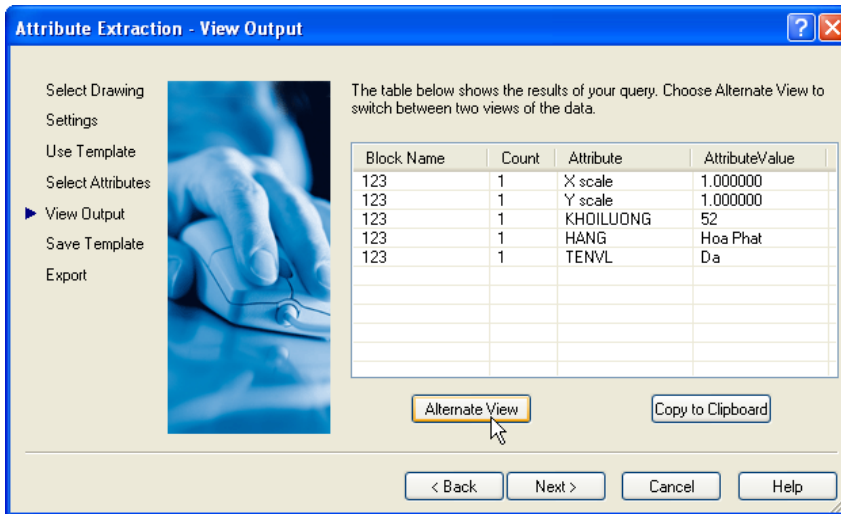 Attribute Extraction - View Output
Select Drawing
Settings
Use Template
Select Attributes
View Output
Save Template
Export
The table below shows the results of your query. Choose Alternate View to
switch between two views of the data.
Block Name Count Attribute AttributeValue
123 1 X scale 1.000000
123 1 Y scale 1.000000
123 1 KHOILUONG 52
123 1 HANG Hoa Phat
123 1 TENVL Da
Alternate View Copy to Clipboard
< Back Next > Cancel Help